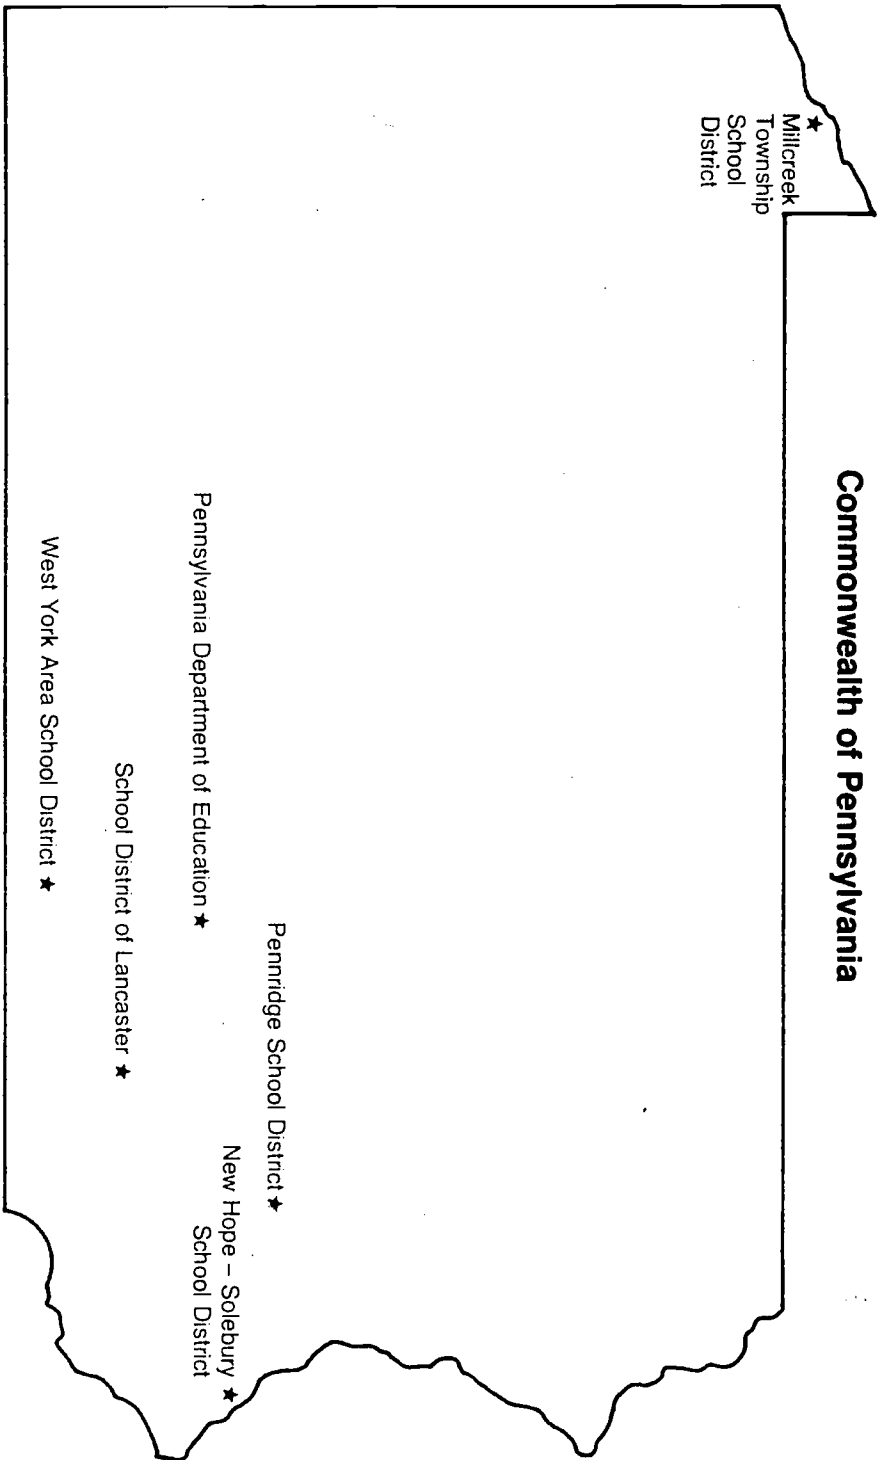 Commonwealth of Pennsylvania
★
Millcreek
Township
School
District
Pennridge School District ★
New Hope – Solebury ★
School District
Pennsylvania Department of Education ★
School District of Lancaster ★
West York Area School District ★